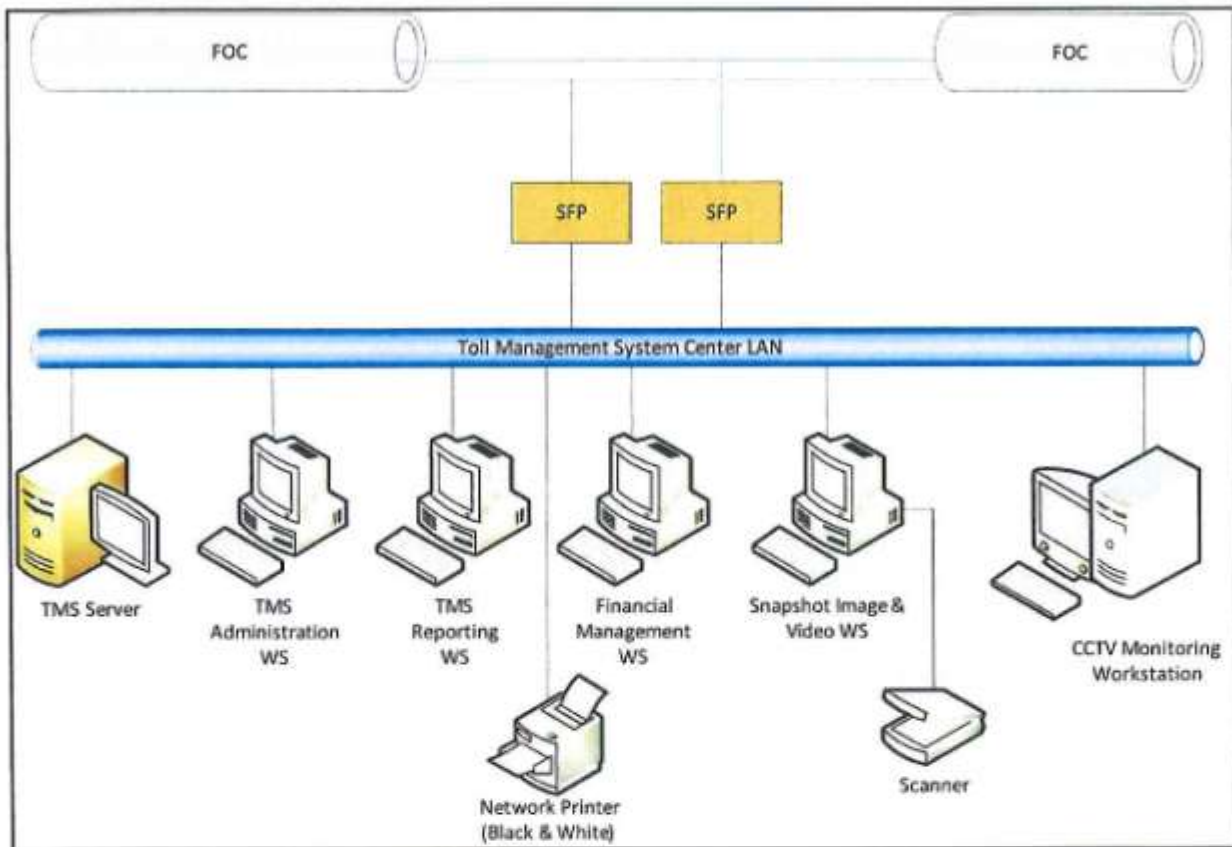 FOC
FOC
SFP
SFP
Toll Management System Center LAN
TMS Server
TMS
Administration
WS
TMS
Reporting
WS
Financial
Management
WS
Snapshot Image &
Video WS
CCTV Monitoring
Workstation
Network Printer
(Black & White)
Scanner